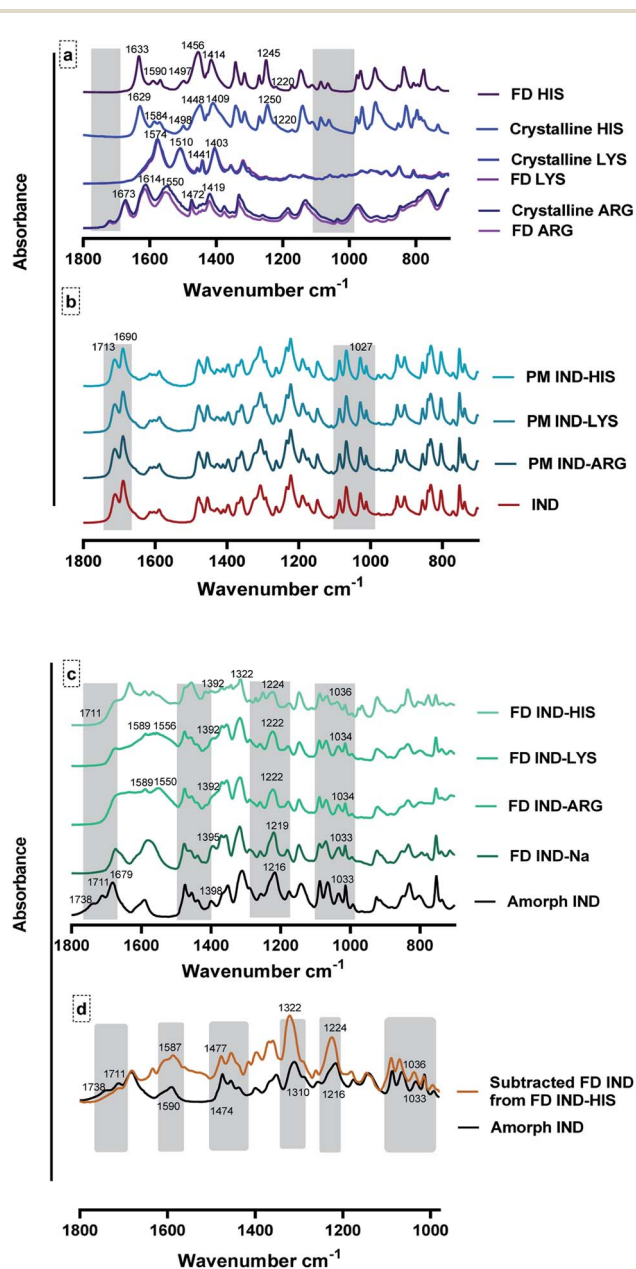 a
1633
1590
1497
1456
1414
1245
1220
FD HIS
1629
1584
1498
1448
1409
1250
1220
Crystalline HIS
1574
1510
1441
1403
Crystalline LYS
FD LYS
1673
1614
1550
1472
1419
Crystalline ARG
FD ARG
Absorbance
1800 1600 1400 1200 1000 800
Wavenumber cm-1
b
1713
1690
1027
PM IND-HIS
PM IND-LYS
PM IND-ARG
IND
1800 1600 1400 1200 1000 800
Wavenumber cm-1
c
1711
1392
1322
1224
1036
FD IND-HIS
1589 1556
1392
1222
1034
FD IND-LYS
1589 1550
1392
1222
1034
FD IND-ARG
1395
1219
1033
FD IND-Na
1738
1711
1679
1398
1216
1033
Amorph IND
Absorbance
1800 1600 1400 1200 1000 800
Wavenumber cm-1
d
1738
1711
1587
1590
1477
1474
1322
1310
1224
1216
1036
1033
Subtracted FD IND
from FD IND-HIS
Amorph IND
1800 1600 1400 1200 1000
Wavenumber cm-1